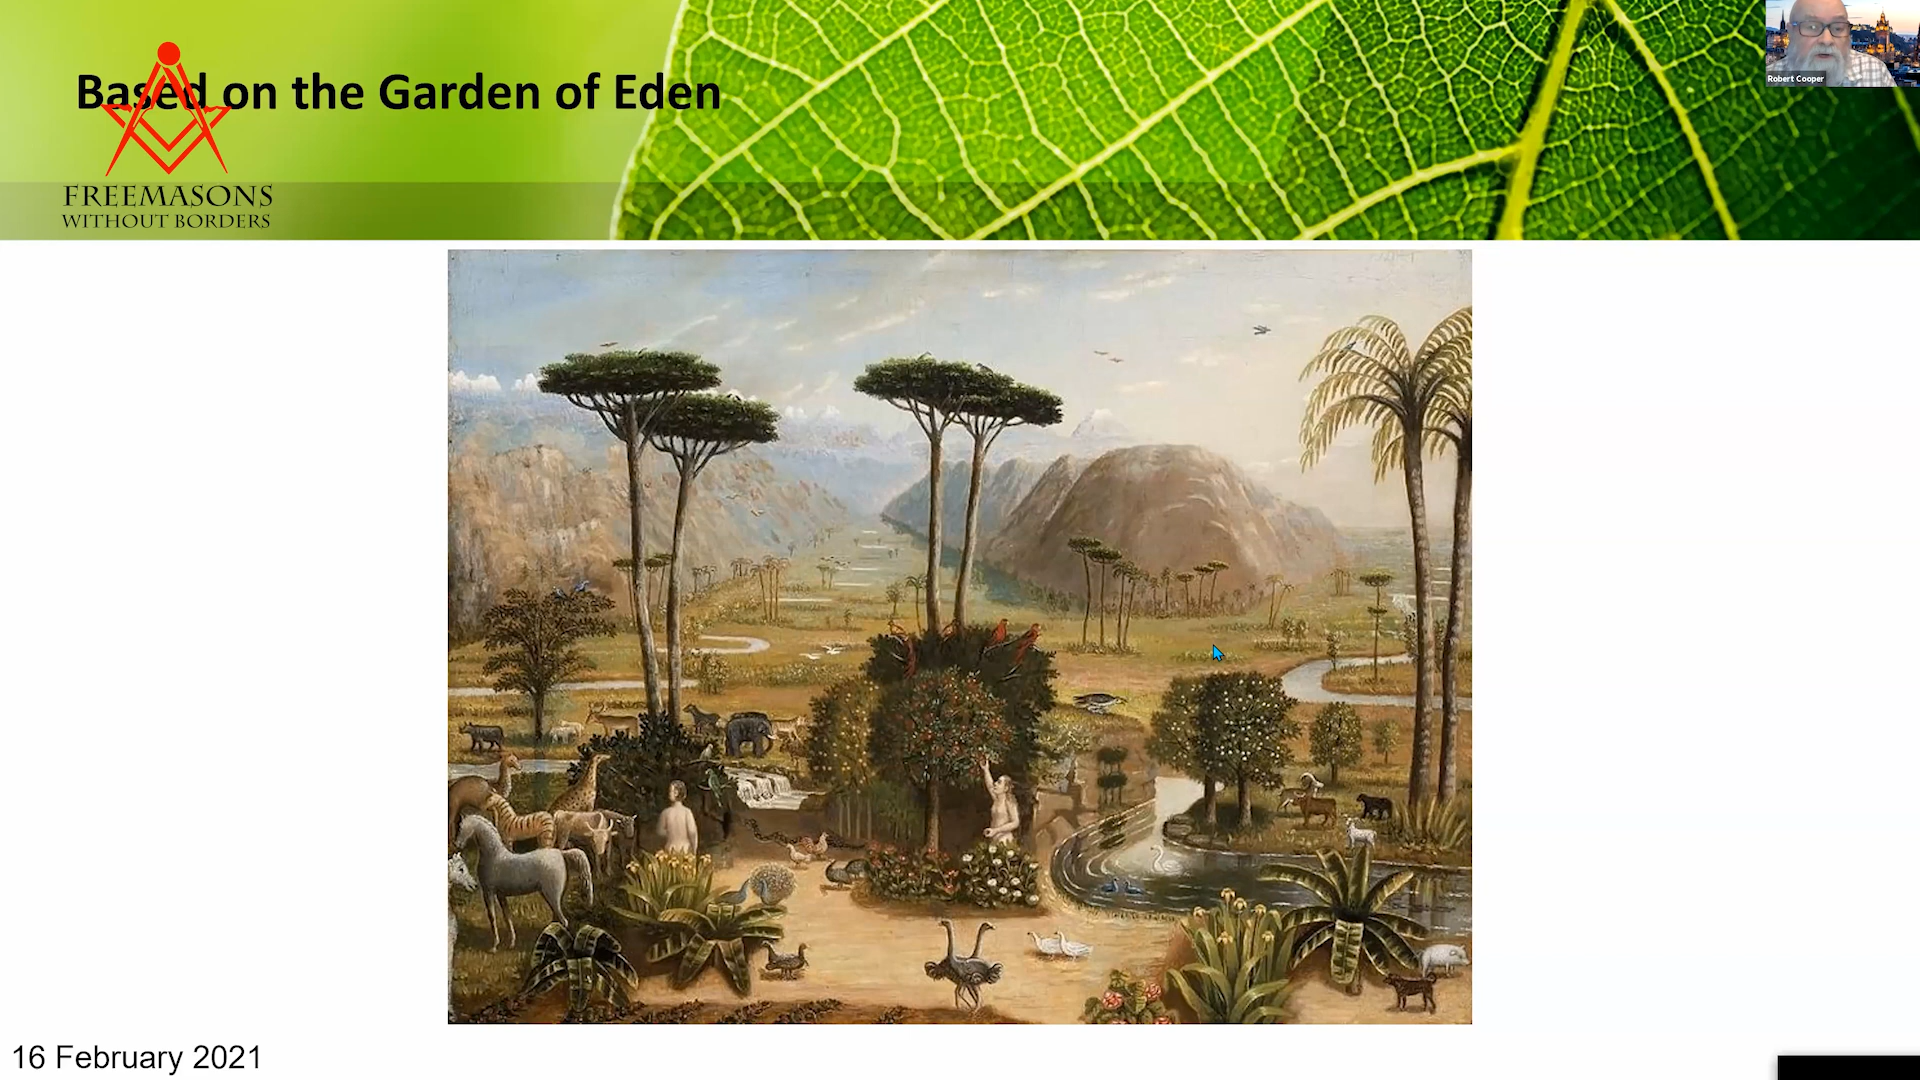 Based on the Garden of Eden
Robert Cooper
FREEMASONS
WITHOUT BORDERS
16 February 2021